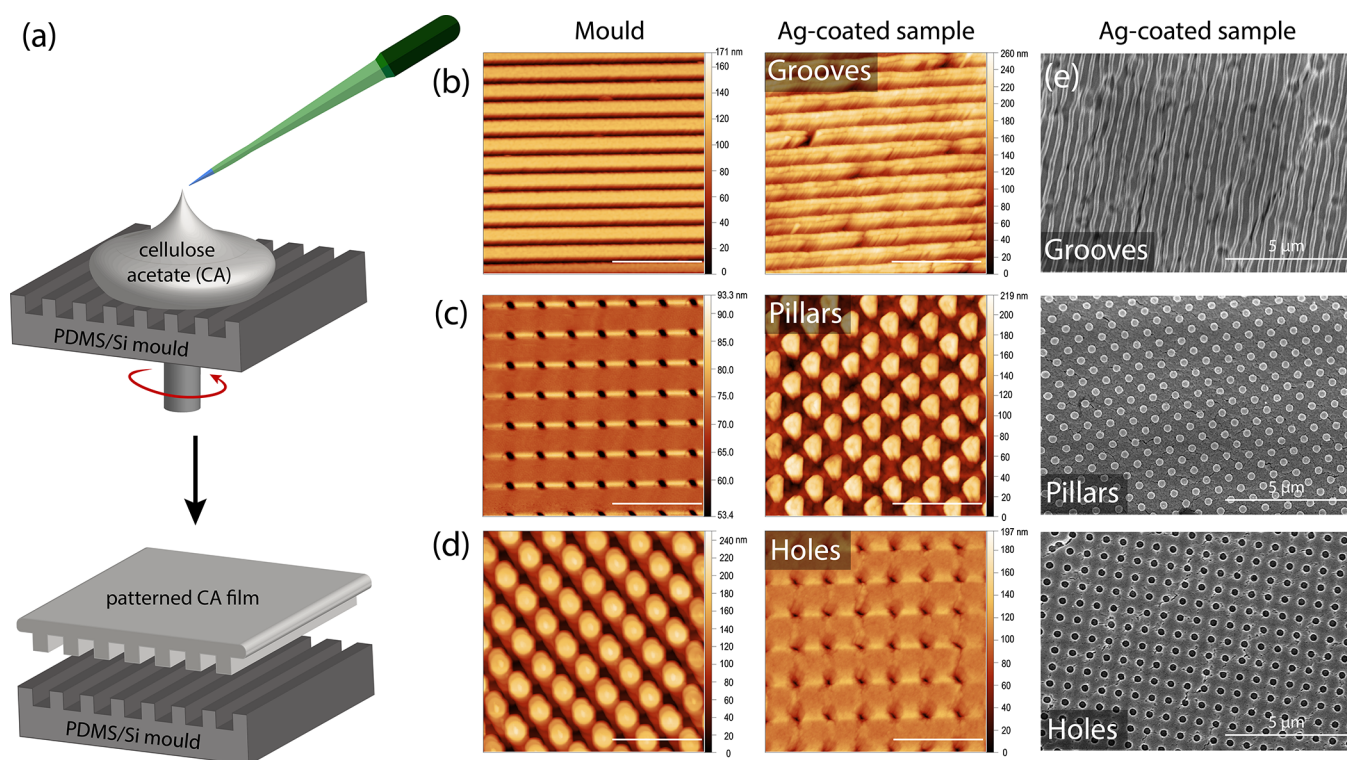 (a)
cellulose
acetate (CA)
PDMS/Si mould
patterned CA film
PDMS/Si mould
Mould
Ag-coated sample
Ag-coated sample
(b)
171 nm
160
140
120
100
80
60
40
20
0
Grooves
260 nm
240
220
200
180
160
140
120
100
80
60
40
20
0
(e)
Grooves
5 μm
(c)
93.3 nm
90.0
85.0
80.0
75.0
70.0
65.0
60.0
53.4
Pillars
219 nm
200
180
160
140
120
100
80
60
40
20
0
Pillars
5 μm
(d)
240 nm
220
200
180
160
140
120
100
80
60
40
20
0
Holes
197 nm
180
160
140
120
100
80
60
40
20
0
Holes
5 μm